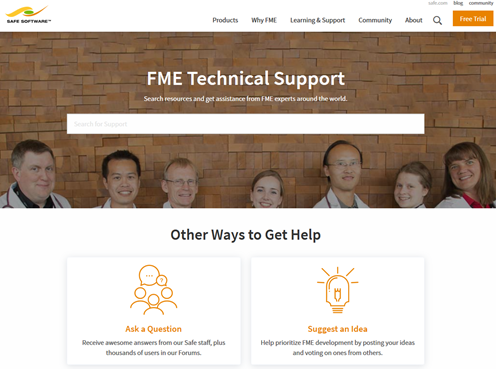 safe.com blog community
SAFE SOFTWARE™
Products Why FME Learning & Support Community About Free Trial
FME Technical Support
Search resources and get assistance from FME experts around the world.
Search for Support
Other Ways to Get Help
... ?
Ask a Question
Receive awesome answers from our Safe staff, plus
thousands of users in our Forums.
Suggest an Idea
Help prioritize FME development by posting your ideas
and voting on ones from others.